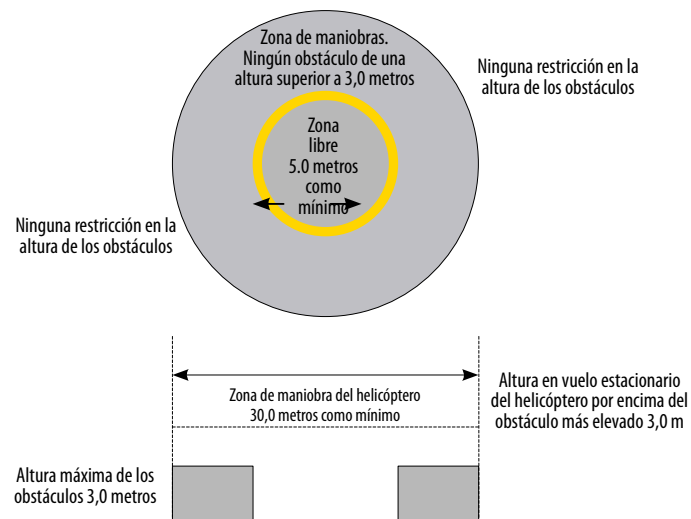 Zona de maniobras.
Ningún obstáculo de una
altura superior a 3,0 metros
Ninguna restricción en la
altura de los obstáculos
Zona
libre
5.0 metros
como
mínimo
Ninguna restricción en la
altura de los obstáculos
Zona de maniobra del helicóptero
30,0 metros como mínimo
Altura en vuelo estacionario
del helicóptero por encima del
obstáculo más elevado 3,0 m
Altura máxima de los
obstáculos 3,0 metros